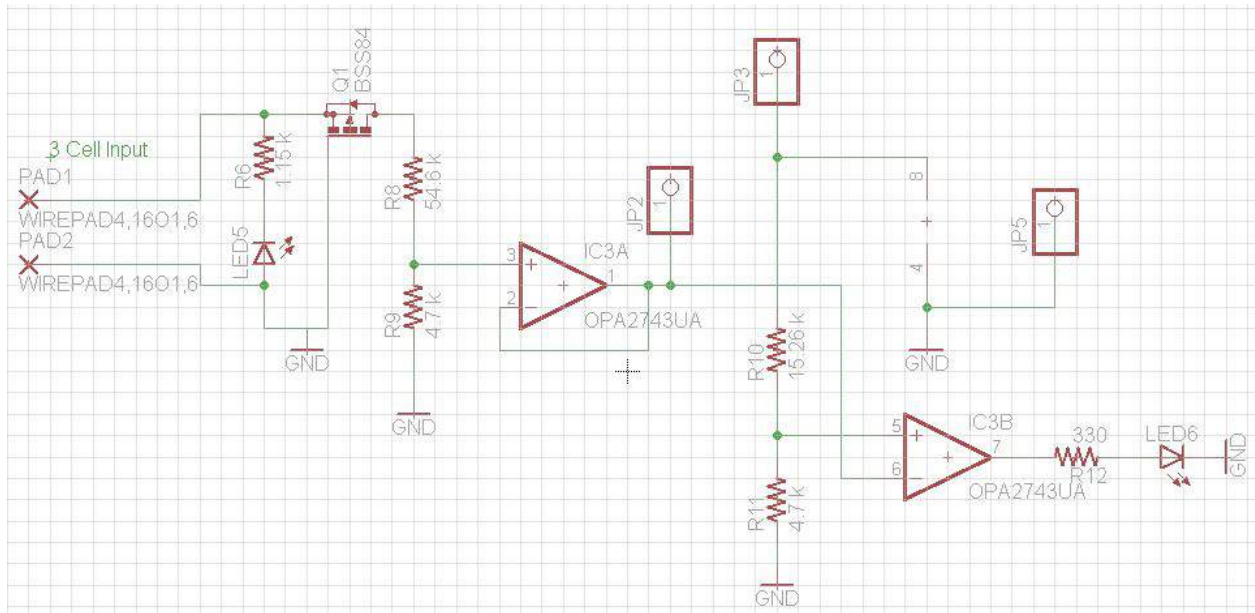 3 Cell Input
PAD1
WIREPAD4,16O1,6
PAD2
WIREPAD4,16O1,6
R6
1.15 k
LED5
GND
Q1
BSS84
R8
54.6 k
R9
4.7 k
GND
3
2
1
IC3A
OPA2743UA
JP2
1
JP3
1
R10
15.26 k
R11
4.7 k
GND
8
4
GND
JP5
1
5
6
7
IC3B
OPA2743UA
330
R12
LED6
GND